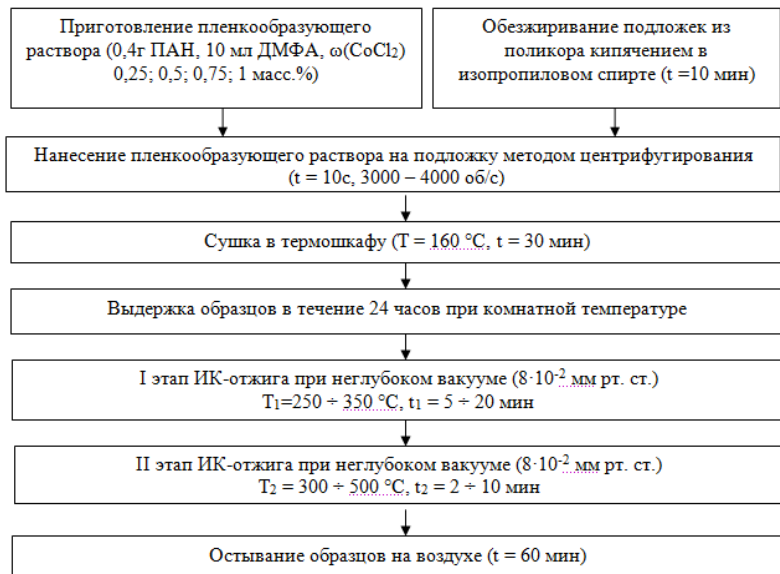 Приготовление пленкообразующего
раствора (0,4г ПАН, 10 мл ДМФА, ω(CoCl₂)
0,25; 0,5; 0,75; 1 масс.%)
Обезжиривание подложек из
поликора кипячением в
изопропиловом спирте (t =10 мин)
Нанесение пленкообразующего раствора на подложку методом центрифугирования
(t = 10с, 3000 – 4000 об/с)
Сушка в термошкафу (T = 160 °C, t = 30 мин)
Выдержка образцов в течение 24 часов при комнатной температуре
I этап ИК-отжига при неглубоком вакууме (8·10⁻² мм рт. ст.)
T₁=250 ÷ 350 °C, t₁ = 5 ÷ 20 мин
II этап ИК-отжига при неглубоком вакууме (8·10⁻² мм рт. ст.)
T₂ = 300 ÷ 500 °C, t₂ = 2 ÷ 10 мин
Остывание образцов на воздухе (t = 60 мин)